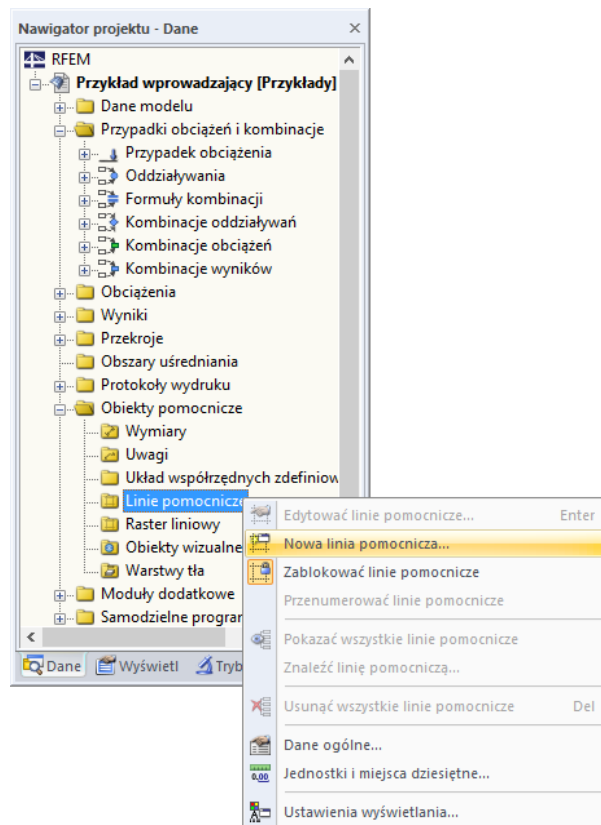 Nawigator projektu - Dane
RFEM
Przykład wprowadzający [Przykłady]
Dane modelu
Przypadki obciążeń i kombinacje
Przypadek obciążenia
Oddziaływania
Formuły kombinacji
Kombinacje oddziaływań
Kombinacje obciążeń
Kombinacje wyników
Obciążenia
Wyniki
Przekroje
Obszary uśredniania
Protokoły wydruku
Obiekty pomocnicze
Wymiary
Uwagi
Układ współrzędnych zdefiniow
Linie pomocnicze
Raster liniowy
Obiekty wizualne
Warstwy tła
Moduły dodatkowe
Samodzielne program
Dane Wyświetl Tryb
Edytować linie pomocnicze... Enter
Nowa linia pomocnicza...
Zablokować linie pomocnicze
Przenumerować linie pomocnicze
Pokazać wszystkie linie pomocnicze
Znaleźć linię pomocniczą...
Usunąć wszystkie linie pomocnicze Del
Dane ogólne...
0,00 Jednostki i miejsca dziesiętne...
Ustawienia wyświetlania...